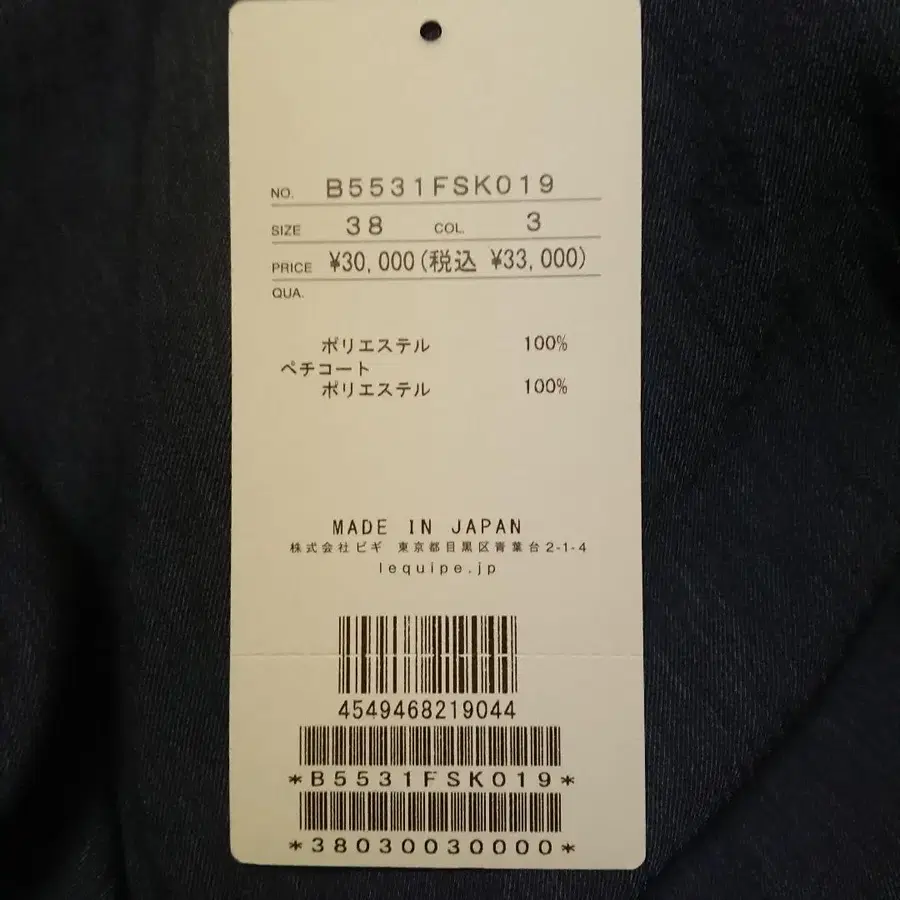 NO. B5531FSK019
SIZE 38 COL. 3
PRICE ¥30,000(税込 ¥33,000)
QUA.
ポリエステル 100%
ペチコート
ポリエステル 100%
MADE IN JAPAN
株式会社ビギ 東京都目黒区青葉台2-1-4
lequipe.jp
4549468219044
*B5531FSK019*
*38030030000*